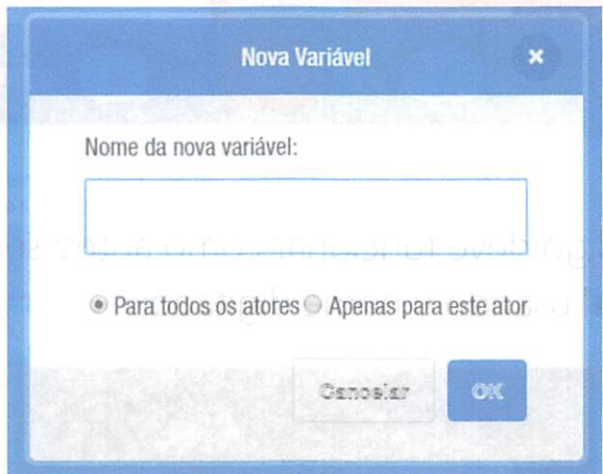 Nova Variável ×
Nome da nova variável:
Para todos os atores Apenas para este ator
Cancelar OK